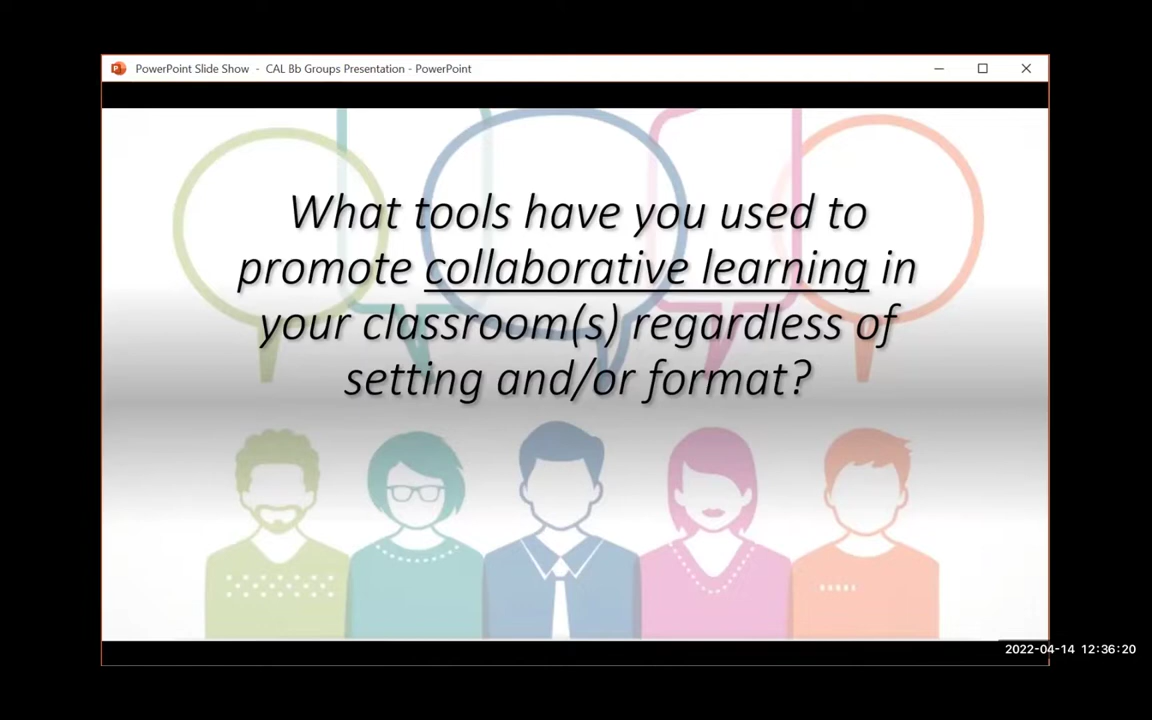 PowerPoint Slide Show - CAL Bb Groups Presentation - PowerPoint
What tools have you used to
promote collaborative learning in
your classroom(s) regardless of
setting and/or format?
2022-04-14 12:36:20